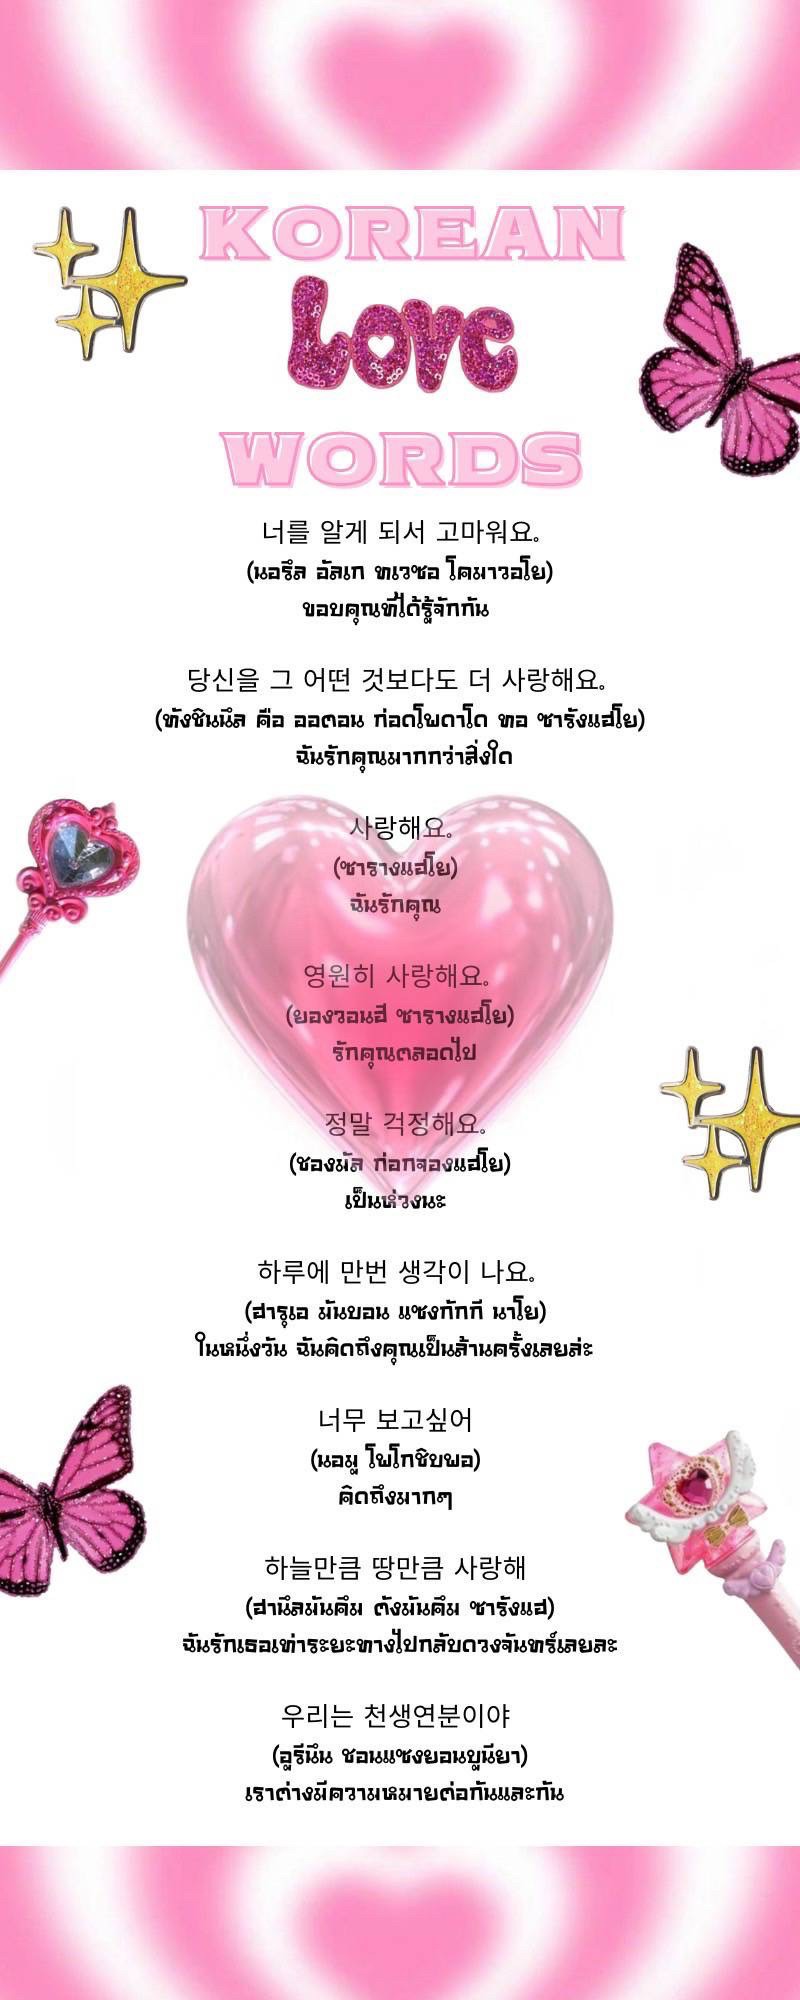 KOREAN
Love
WORDS
너를 알게 되서 고마워요.
(นอรึล อัลเก ทเวซอ โคมาวอโย)
ขอบคุณที่ได้รู้จักกัน
당신을 그 어떤 것보다도 더 사랑해요.
(ทังชินนึล คือ ออตอน ก่อดโพดาโด ทอ ซารังแฮโย)
ฉันรักคุณมากกว่าสิ่งใด
사랑해요.
(ซารางแฮโย)
ฉันรักคุณ
영원히 사랑해요.
(ยองวอนฮี ซารางแฮโย)
รักคุณตลอดไป
정말 걱정해요.
(ชองมัล ก่อกจองแฮโย)
เป็นห่วงนะ
하루에 만번 생각이 나요.
(ฮารุเอ มันบอน แซงกักกี นาโย)
ในหนึ่งวัน ฉันคิดถึงคุณเป็นล้านครั้งเลยล่ะ
너무 보고싶어
(นอมู โพโกชิบพอ)
คิดถึงมากๆ
하늘만큼 땅만큼 사랑해
(ฮานึลมันคึม ตังมันคึม ซารังแฮ)
ฉันรักเธอเท่าระยะทางไปกลับดวงจันทร์เลยละ
우리는 천생연분이야
(อูรีนึน ชอนแซงยอนบูนียา)
เราต่างมีความหมายต่อกันและกัน